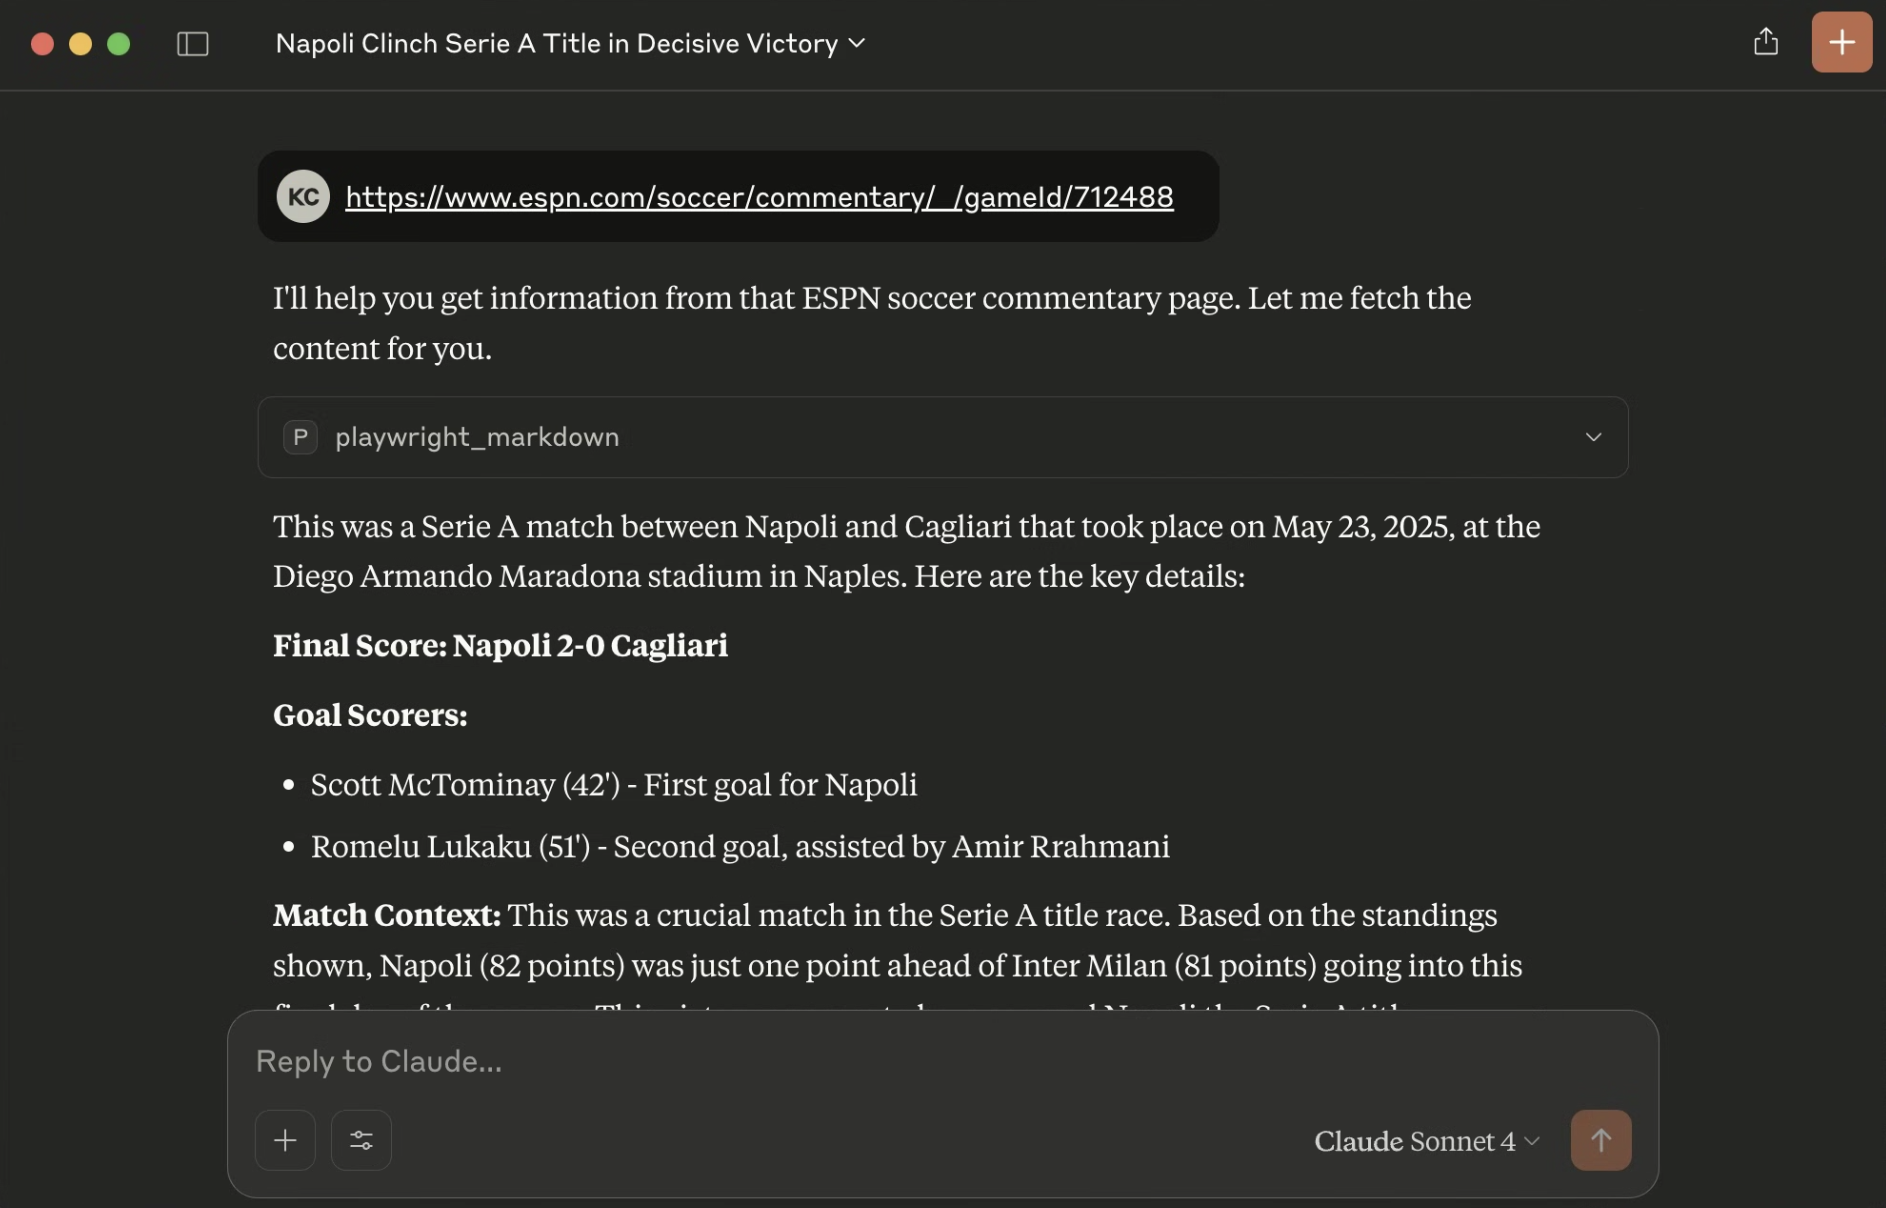 Napoli Clinch Serie A Title in Decisive Victory
KC https://www.espn.com/soccer/commentary/_/gameId/712488
I'll help you get information from that ESPN soccer commentary page. Let me fetch the
content for you.
P playwright_markdown
This was a Serie A match between Napoli and Cagliari that took place on May 23, 2025, at the
Diego Armando Maradona stadium in Naples. Here are the key details:
Final Score: Napoli 2-0 Cagliari
Goal Scorers:
• Scott McTominay (42') - First goal for Napoli
• Romelu Lukaku (51') - Second goal, assisted by Amir Rrahmani
Match Context: This was a crucial match in the Serie A title race. Based on the standings
shown, Napoli (82 points) was just one point ahead of Inter Milan (81 points) going into this
Reply to Claude...
Claude Sonnet 4